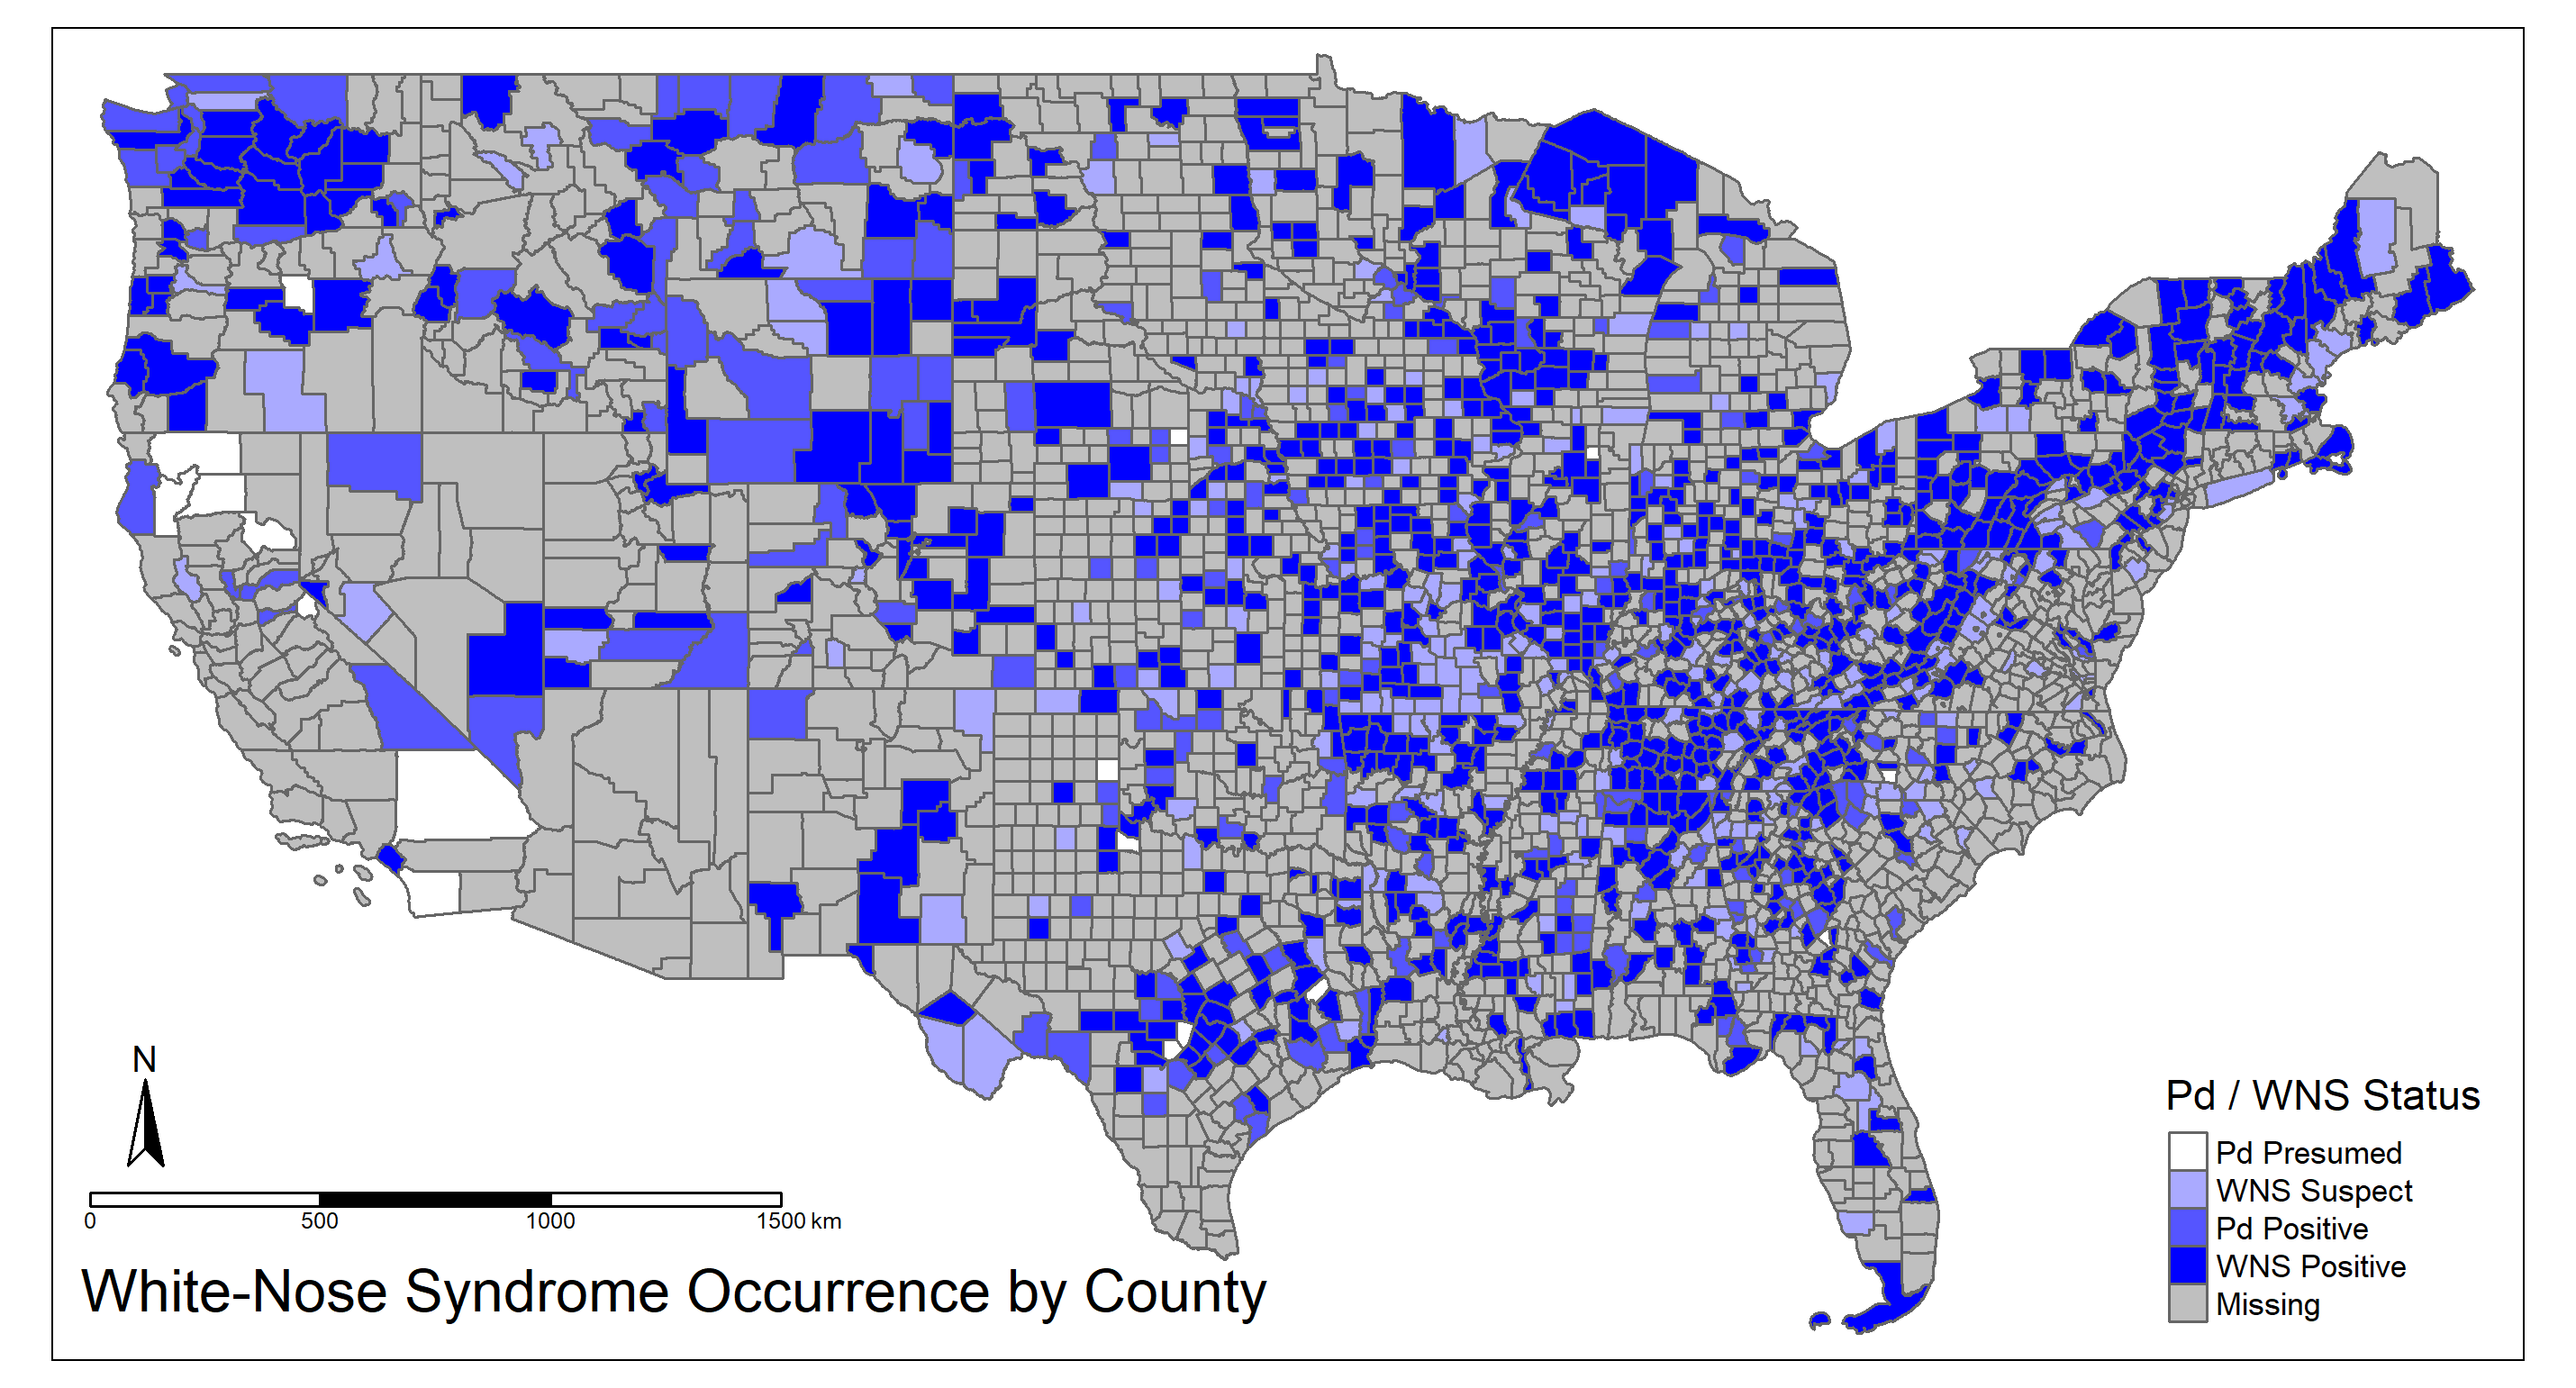 N
0 500 1000 1500 km
White-Nose Syndrome Occurrence by County
Pd / WNS Status
Pd Presumed
WNS Suspect
Pd Positive
WNS Positive
Missing